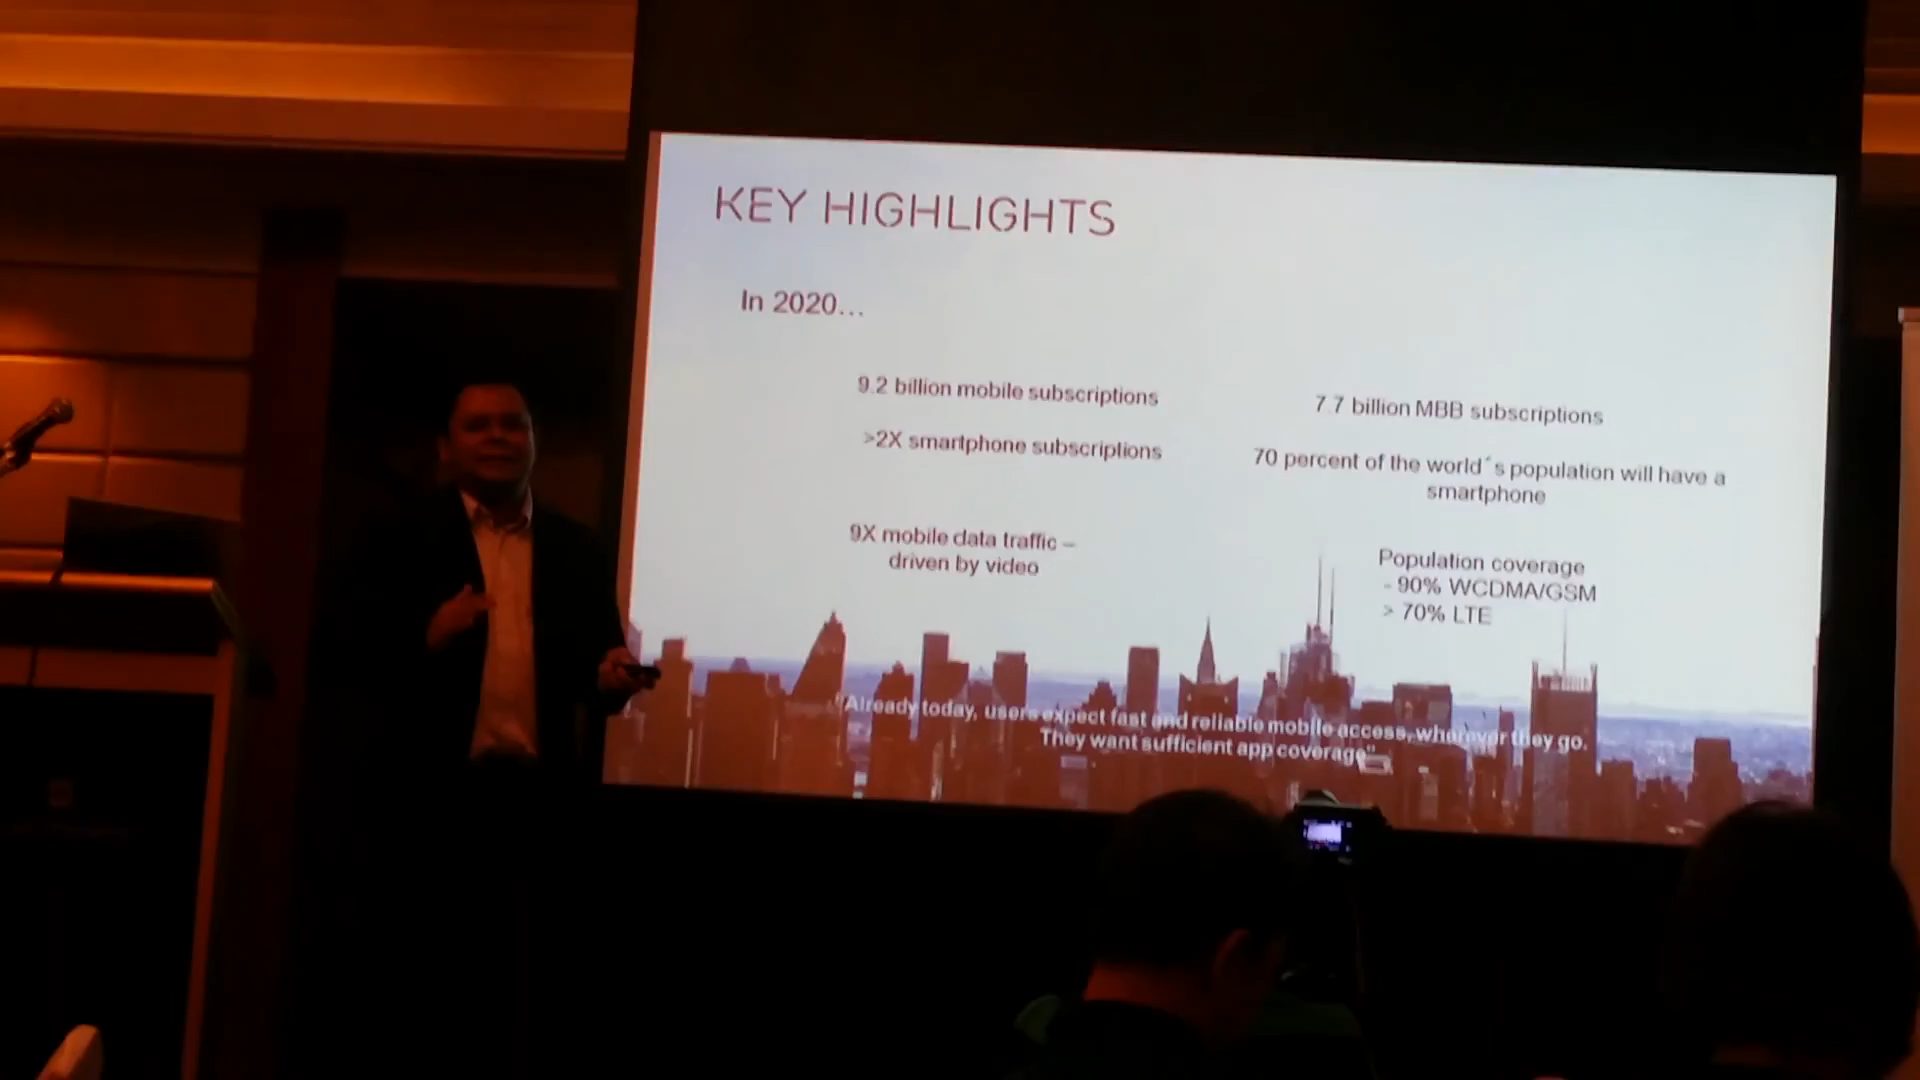 KEY HIGHLIGHTS
In 2020...
9.2 billion mobile subscriptions
>2X smartphone subscriptions
9X mobile data traffic –
driven by video
7.7 billion MBB subscriptions
70 percent of the world´s population will have a
smartphone
Population coverage
- 90% WCDMA/GSM
> 70% LTE
"Already today, users expect fast and reliable mobile access, wherever they go.
They want sufficient app coverage"